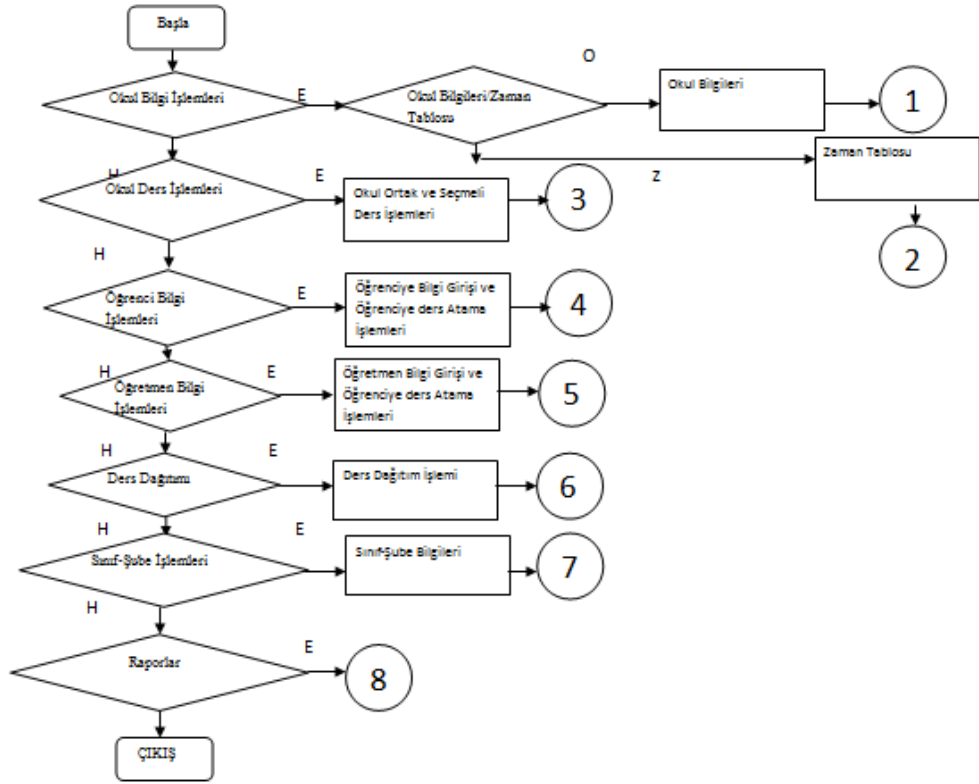 Başla
O
Okul Bilgi İşlemleri
E
Okul Bilgileri/Zaman
Tablosu
Okul Bilgileri
1
Zaman Tablosu
Z
2
H
Okul Ders İşlemleri
E
Okul Ortak ve Seçmeli
Ders İşlemleri
3
H
Öğrenci Bilgi
İşlemleri
E
Öğrenciye Bilgi Girişi ve
Öğrenciye ders Atama
İşlemleri
4
H
Öğretmen Bilgi
İşlemleri
E
Öğretmen Bilgi Girişi ve
Öğrenciye ders Atama
İşlemleri
5
H
Ders Dağıtımı
E
Ders Dağıtım İşlemi
6
H
Sınıf-Şube İşlemleri
E
Sınıf-Şube Bilgileri
7
H
Raporlar
E
8
ÇIKIŞ